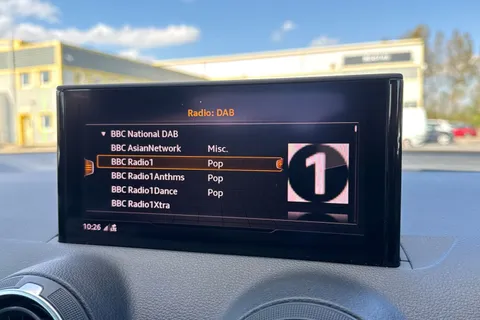 Radio: DAB
BBC National DAB
BBC AsianNetwork Misc.
BBC Radio1 Pop
BBC Radio1Anthms Pop
BBC Radio1Dance Pop
BBC Radio1Xtra
1
10:26